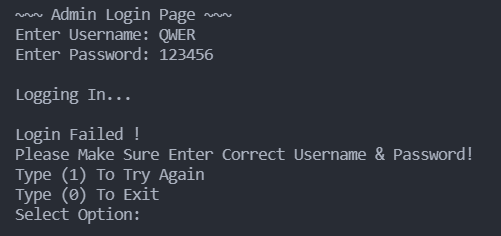 ~~~ Admin Login Page ~~~
Enter Username: QWER
Enter Password: 123456
Logging In...
Login Failed !
Please Make Sure Enter Correct Username & Password!
Type (1) To Try Again
Type (0) To Exit
Select Option: